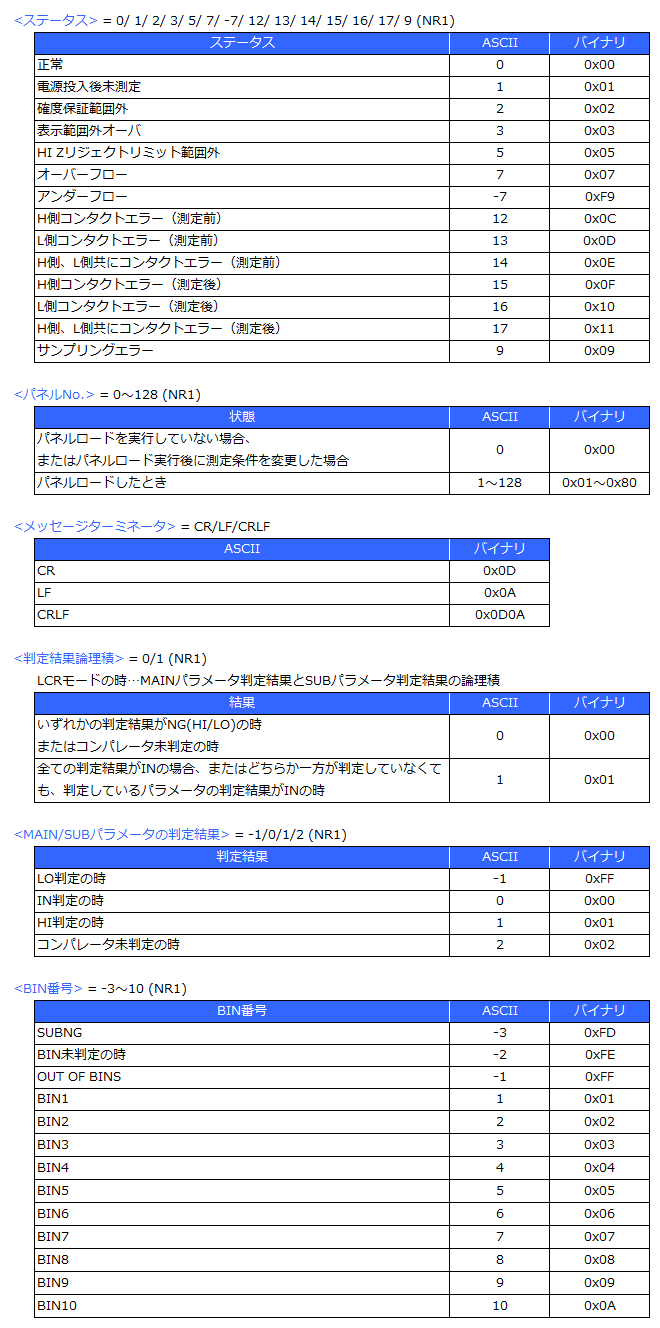 <ステータス> = 0/ 1/ 2/ 3/ 5/ 7/ -7/ 12/ 13/ 14/ 15/ 16/ 17/ 9 (NR1)
ステータス ASCII バイナリ
正常 0 0x00
電源投入後未測定 1 0x01
確度保証範囲外 2 0x02
表示範囲外オーバ 3 0x03
HI Zリジェクトリミット範囲外 5 0x05
オーバーフロー 7 0x07
アンダーフロー -7 0xF9
H側コンタクトエラー（測定前） 12 0x0C
L側コンタクトエラー（測定前） 13 0x0D
H側、L側共にコンタクトエラー（測定前） 14 0x0E
H側コンタクトエラー（測定後） 15 0x0F
L側コンタクトエラー（測定後） 16 0x10
H側、L側共にコンタクトエラー（測定後） 17 0x11
サンプリングエラー 9 0x09
<パネルNo.> = 0～128 (NR1)
状態 ASCII バイナリ
パネルロードを実行していない場合、
またはパネルロード実行後に測定条件を変更した場合 0 0x00
パネルロードしたとき 1～128 0x01～0x80
<メッセージターミネータ> = CR/LF/CRLF
ASCII バイナリ
CR 0x0D
LF 0x0A
CRLF 0x0D0A
<判定結果論理積> = 0/1 (NR1)
LCRモードの時…MAINパラメータ判定結果とSUBパラメータ判定結果の論理積
結果 ASCII バイナリ
いずれかの判定結果がNG(HI/LO)の時
またはコンパレータ未判定の時 0 0x00
全ての判定結果がINの場合、またはどちらか一方が判定していなくて
も、判定しているパラメータの判定結果がINの時 1 0x01
<MAIN/SUBパラメータの判定結果> = -1/0/1/2 (NR1)
判定結果 ASCII バイナリ
LO判定の時 -1 0xFF
IN判定の時 0 0x00
HI判定の時 1 0x01
コンパレータ未判定の時 2 0x02
<BIN番号> = -3～10 (NR1)
BIN番号 ASCII バイナリ
SUBNG -3 0xFD
BIN未判定の時 -2 0xFE
OUT OF BINS -1 0xFF
BIN1 1 0x01
BIN2 2 0x02
BIN3 3 0x03
BIN4 4 0x04
BIN5 5 0x05
BIN6 6 0x06
BIN7 7 0x07
BIN8 8 0x08
BIN9 9 0x09
BIN10 10 0x0A